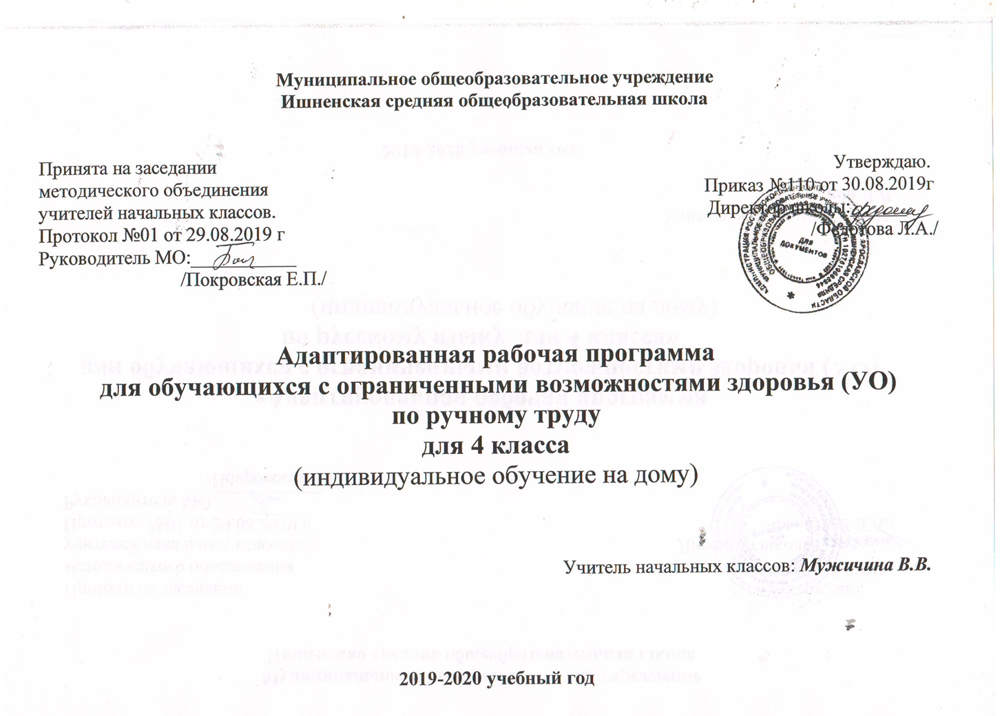 Муниципальное общеобразовательное учреждение
Ишненская средняя общеобразовательная школа
Принята на заседании
методического объединения
учителей начальных классов.
Протокол №01 от 29.08.2019 г
Руководитель МО:___________
/Покровская Е.П./
Утверждаю.
Приказ №110 от 30.08.2019г
Директор школы:
/Федотова Л.А./
ДЛЯ
ДОКУМЕНТОВ
Адаптированная рабочая программа
для обучающихся с ограниченными возможностями здоровья (УО)
по ручному труду
для 4 класса
(индивидуальное обучение на дому)
Учитель начальных классов: Мужичина В.В.
2019-2020 учебный год